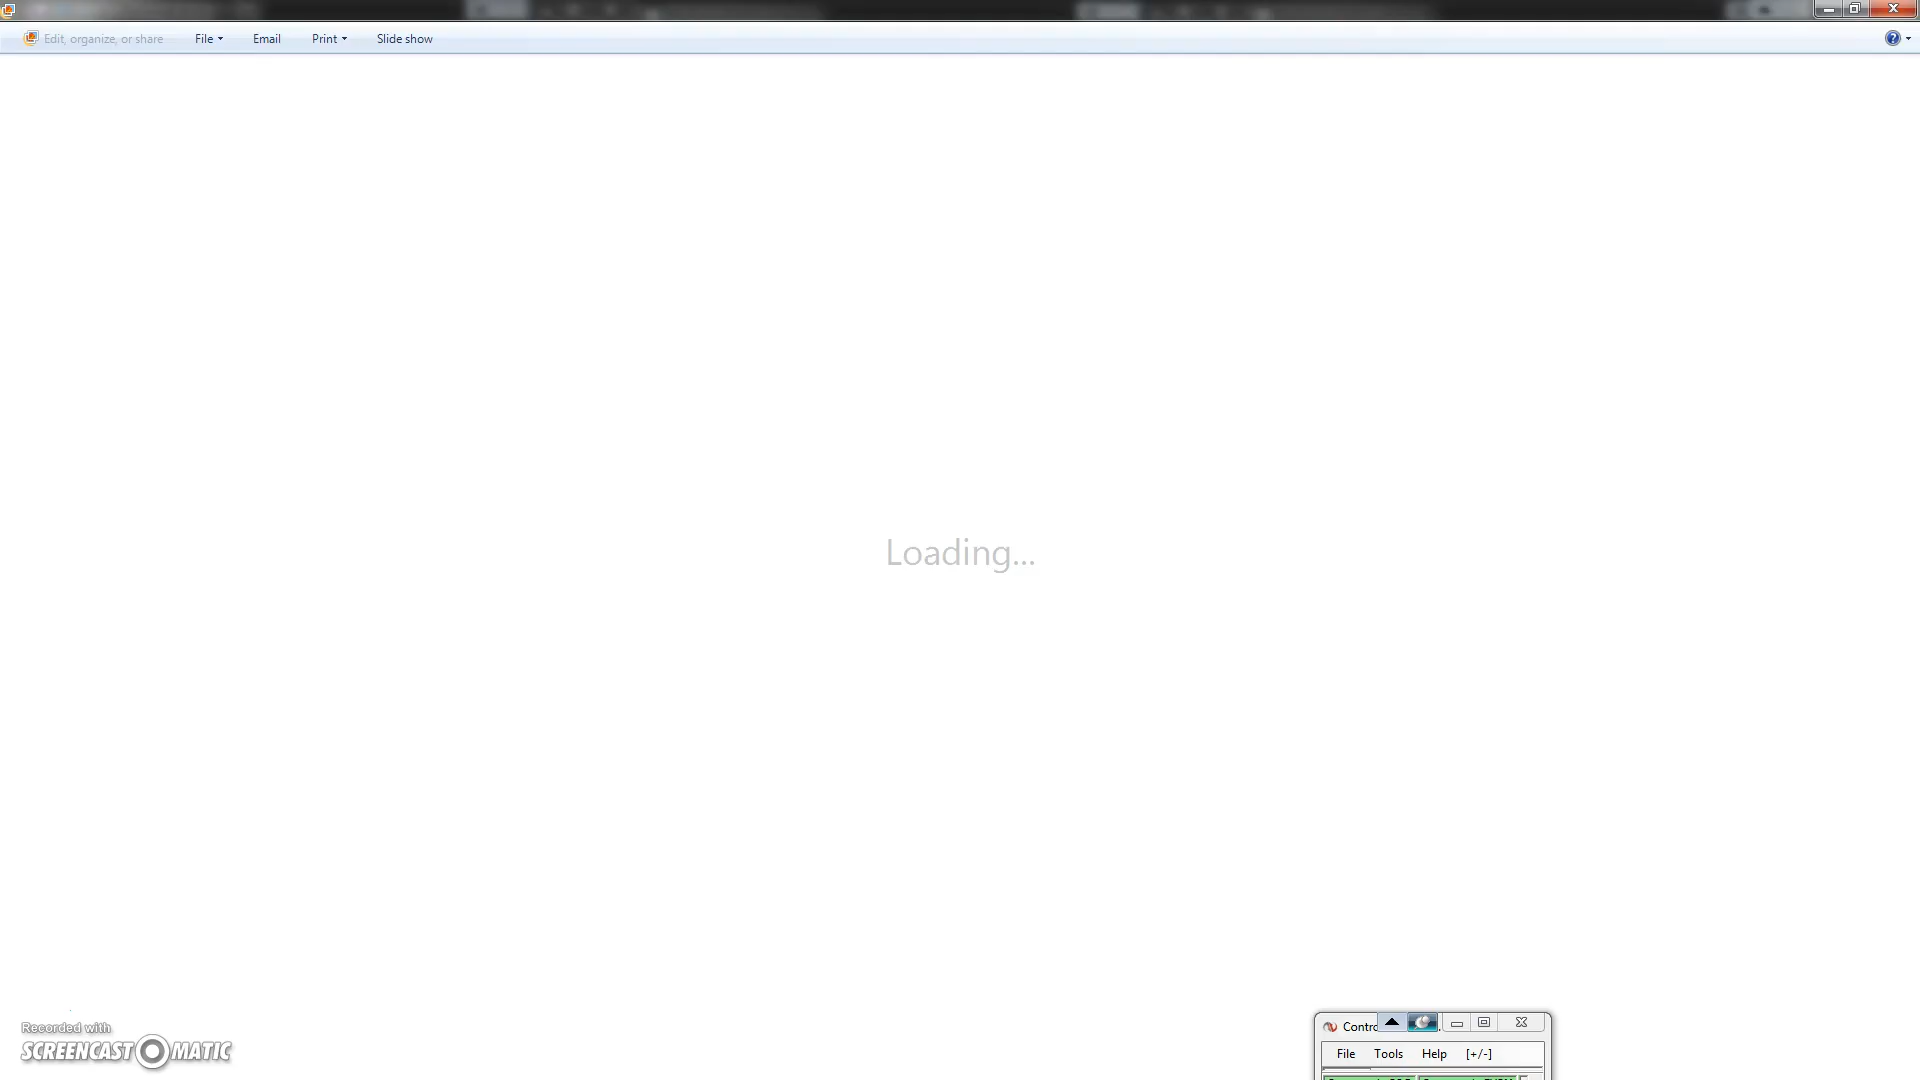 Edit, organize, or share File Email Print Slide show
Loading...
Recorded with
SCREENCAST MATIC
Contro
File Tools Help [+/-]